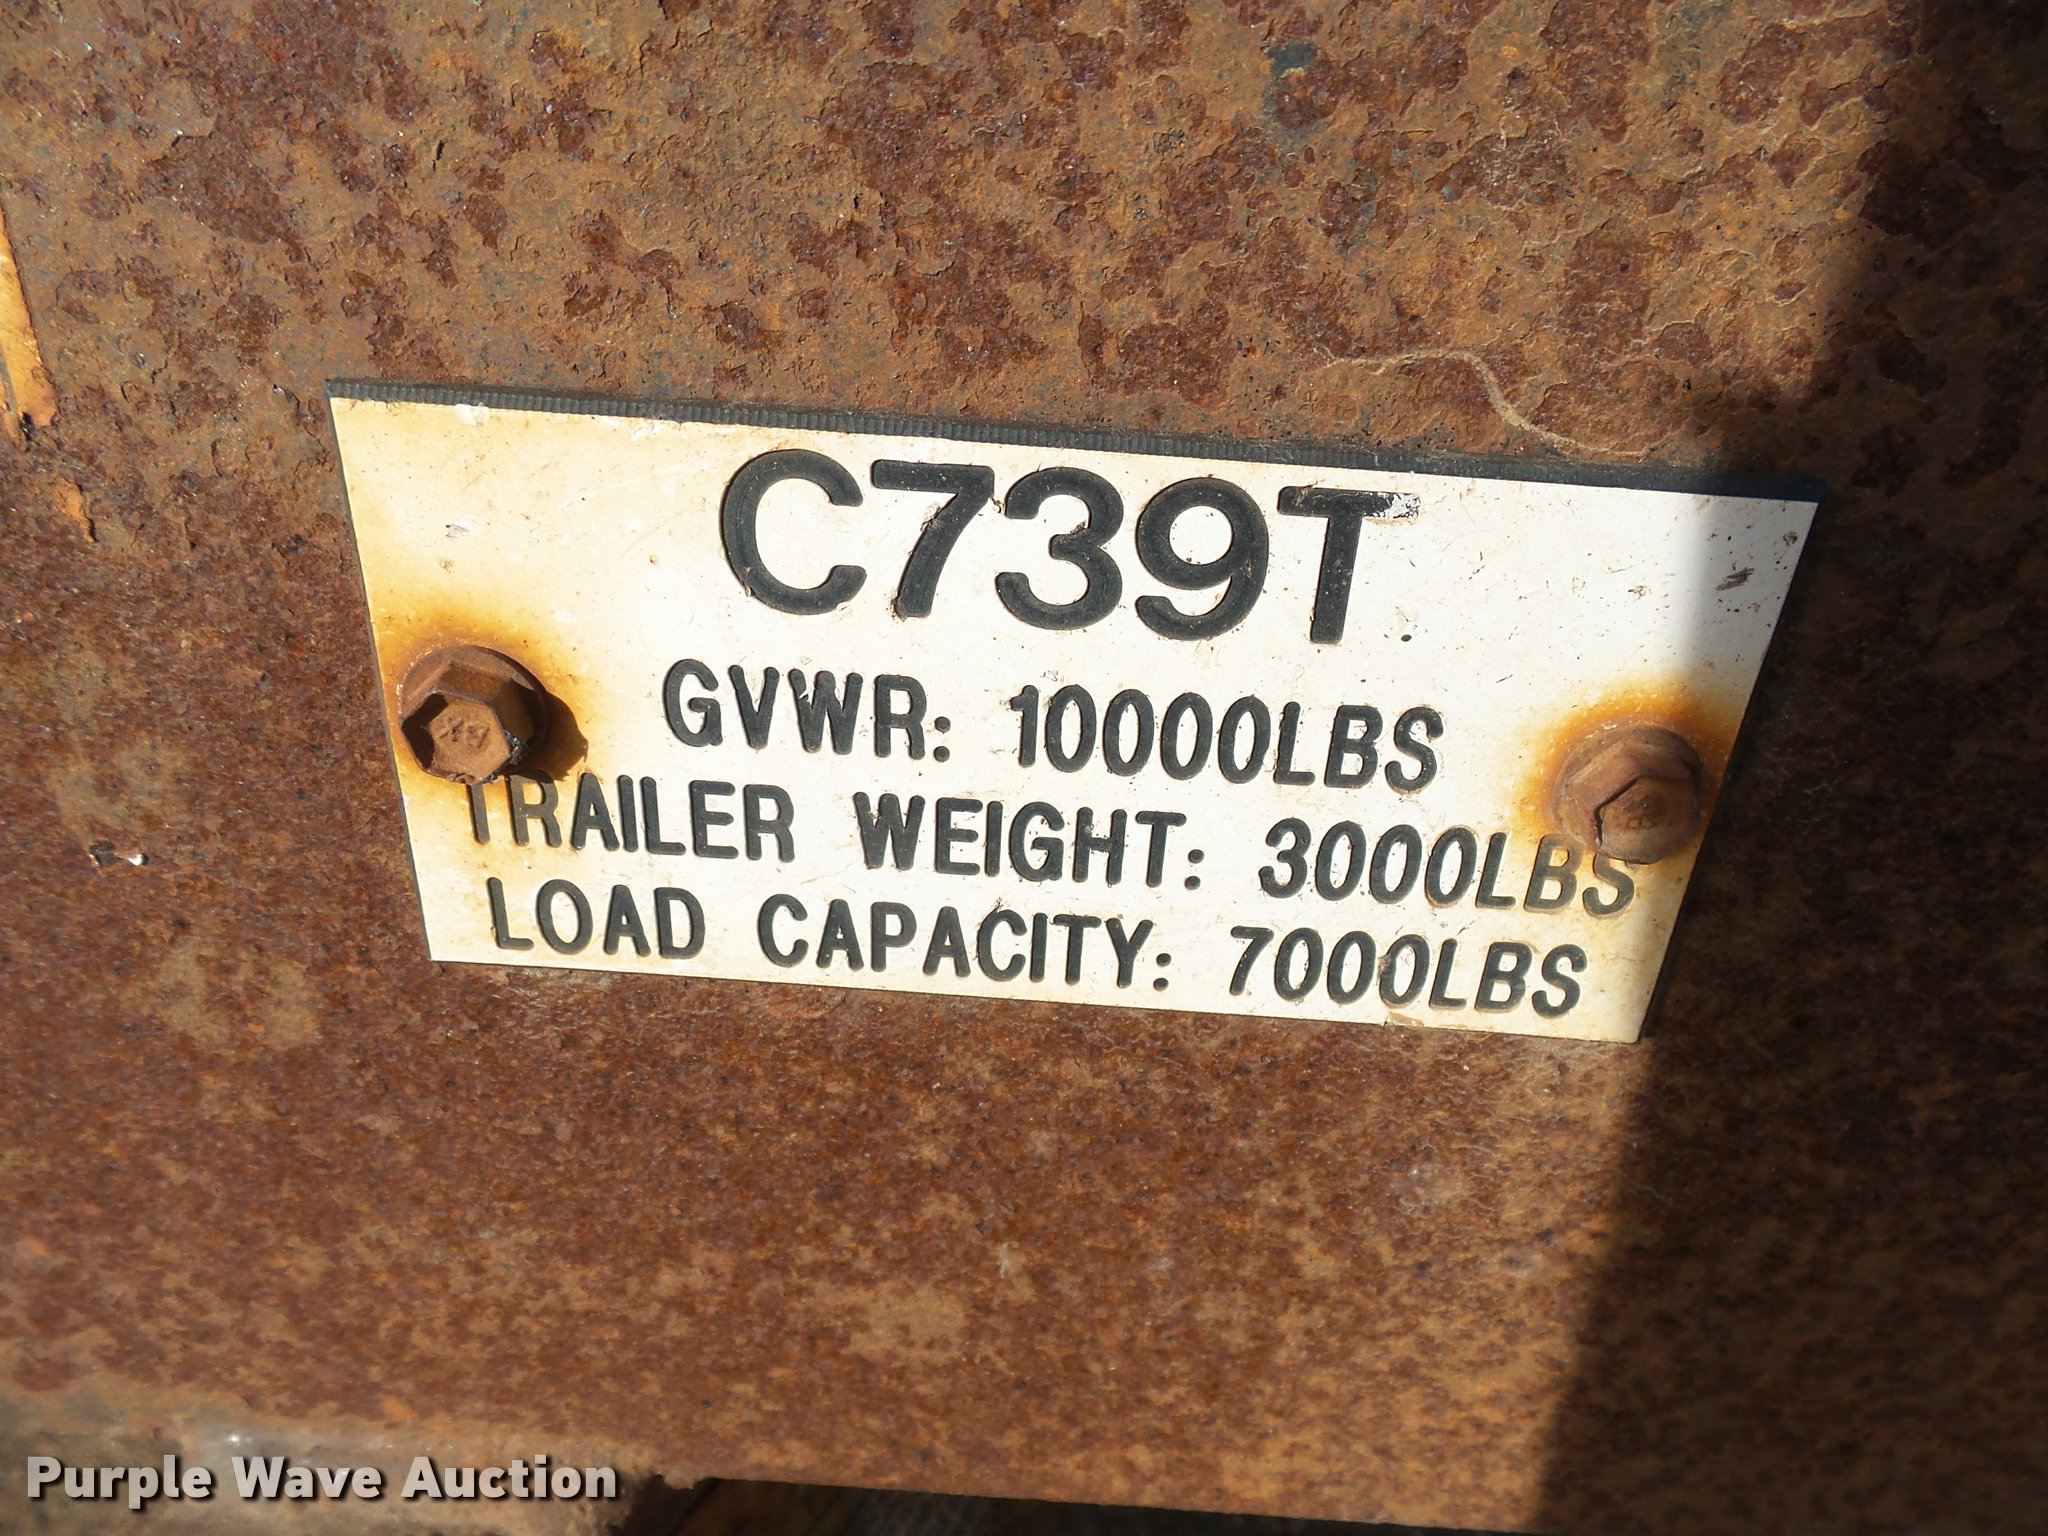 C739T
GVWR: 10000LBS
TRAILER WEIGHT: 3000LBS
LOAD CAPACITY: 7000LBS
Purple Wave Auction